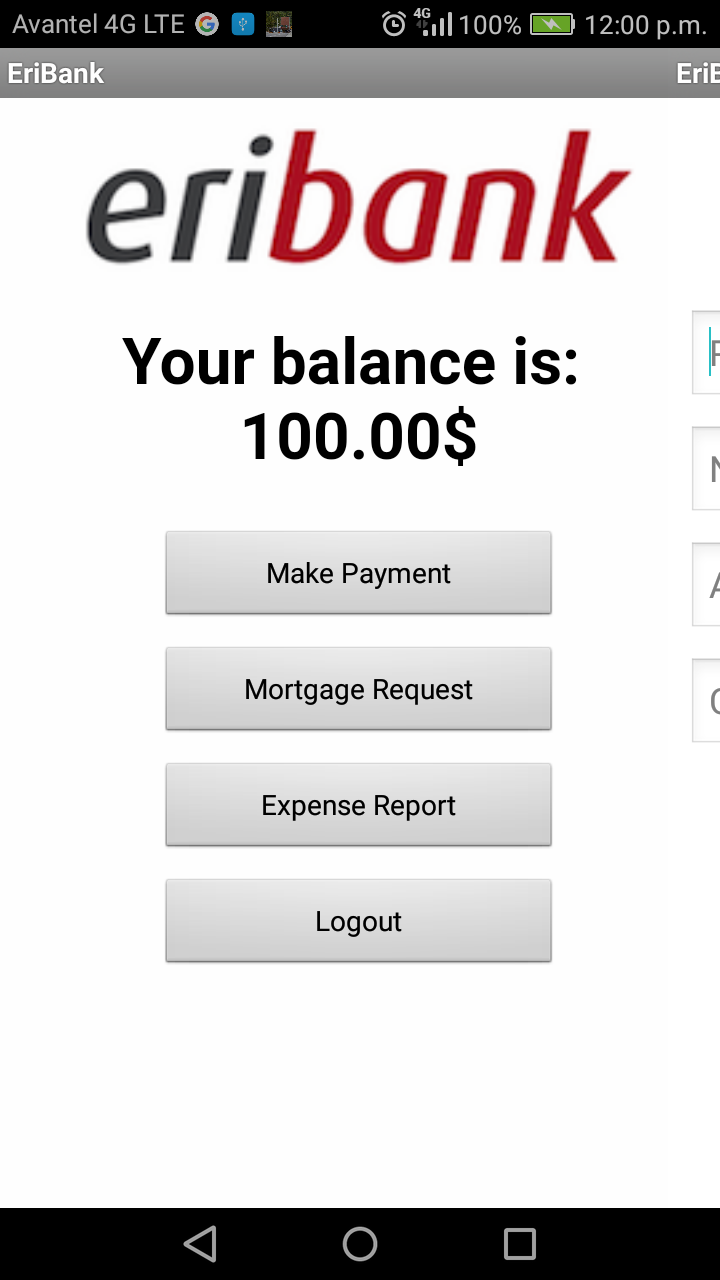 Avantel 4G LTE 4G 100% 12:00 p.m.
EriBank
eribank
Your balance is:
100.00$
Make Payment
Mortgage Request
Expense Report
Logout